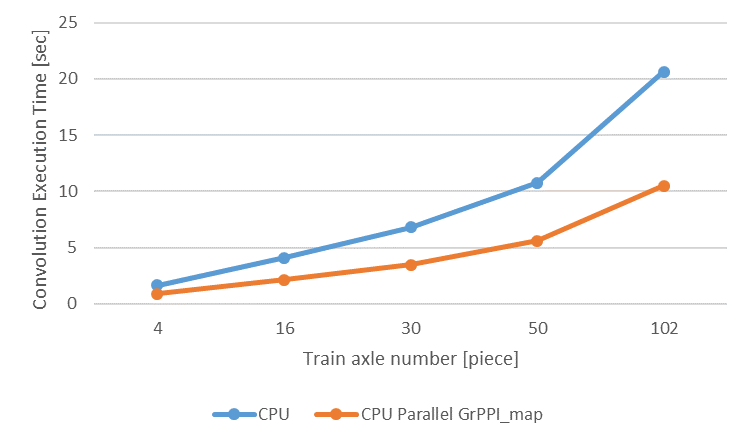 Convolution Execution Time [sec]
25
20
15
10
5
0
4 16 30 50 102
Train axle number [piece]
CPU CPU Parallel GrPPI_map